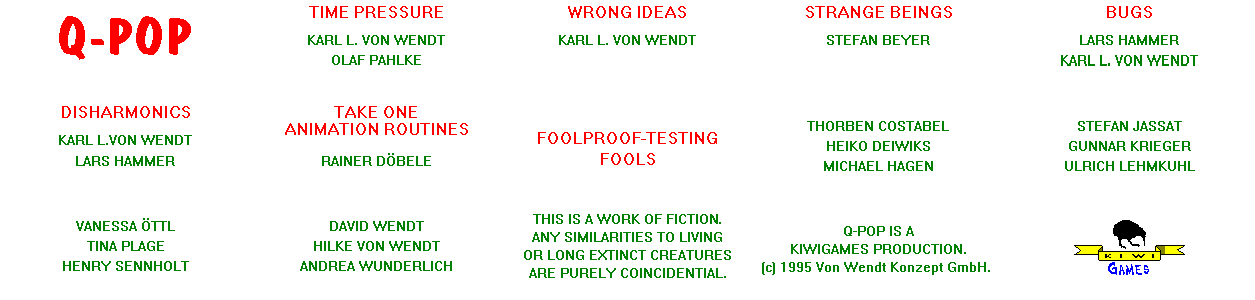 Q-POP
TIME PRESSURE
KARL L. VON WENDT
OLAF PAHLKE
WRONG IDEAS
KARL L. VON WENDT
STRANGE BEINGS
STEFAN BEYER
BUGS
LARS HAMMER
KARL L. VON WENDT
DISHARMONICS
KARL L.VON WENDT
LARS HAMMER
TAKE ONE
ANIMATION ROUTINES
RAINER DÖBELE
FOOLPROOF-TESTING
FOOLS
THORBEN COSTABEL
HEIKO DEIWIKS
MICHAEL HAGEN
STEFAN JASSAT
GUNNAR KRIEGER
ULRICH LEHMKUHL
VANESSA ÖTTL
TINA PLAGE
HENRY SENNHOLT
DAVID WENDT
HILKE VON WENDT
ANDREA WUNDERLICH
THIS IS A WORK OF FICTION.
ANY SIMILARITIES TO LIVING
OR LONG EXTINCT CREATURES
ARE PURELY COINCIDENTIAL.
Q-POP IS A
KIWIGAMES PRODUCTION.
(c) 1995 Von Wendt Konzept GmbH.
KIWI
GAMES